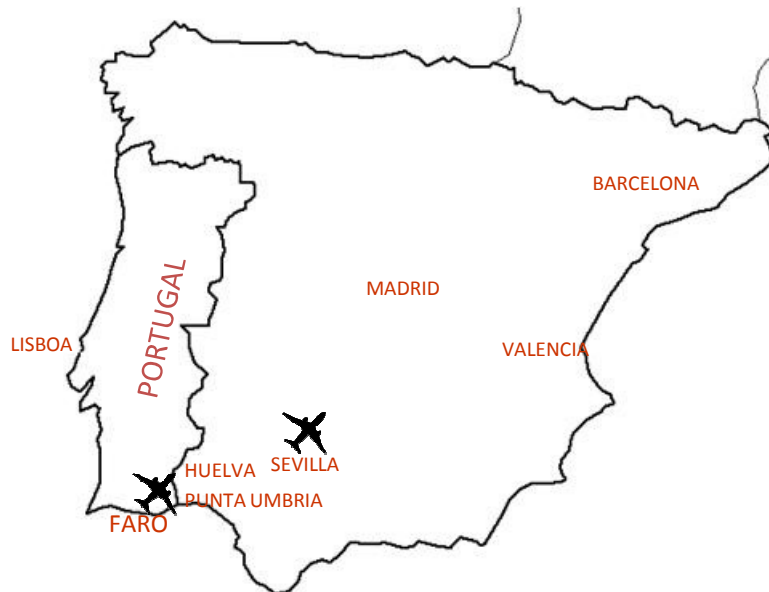 BARCELONA
MADRID
PORTUGAL
LISBOA
VALENCIA
HUELVA
SEVILLA
PUNTA UMBRIA
FARO